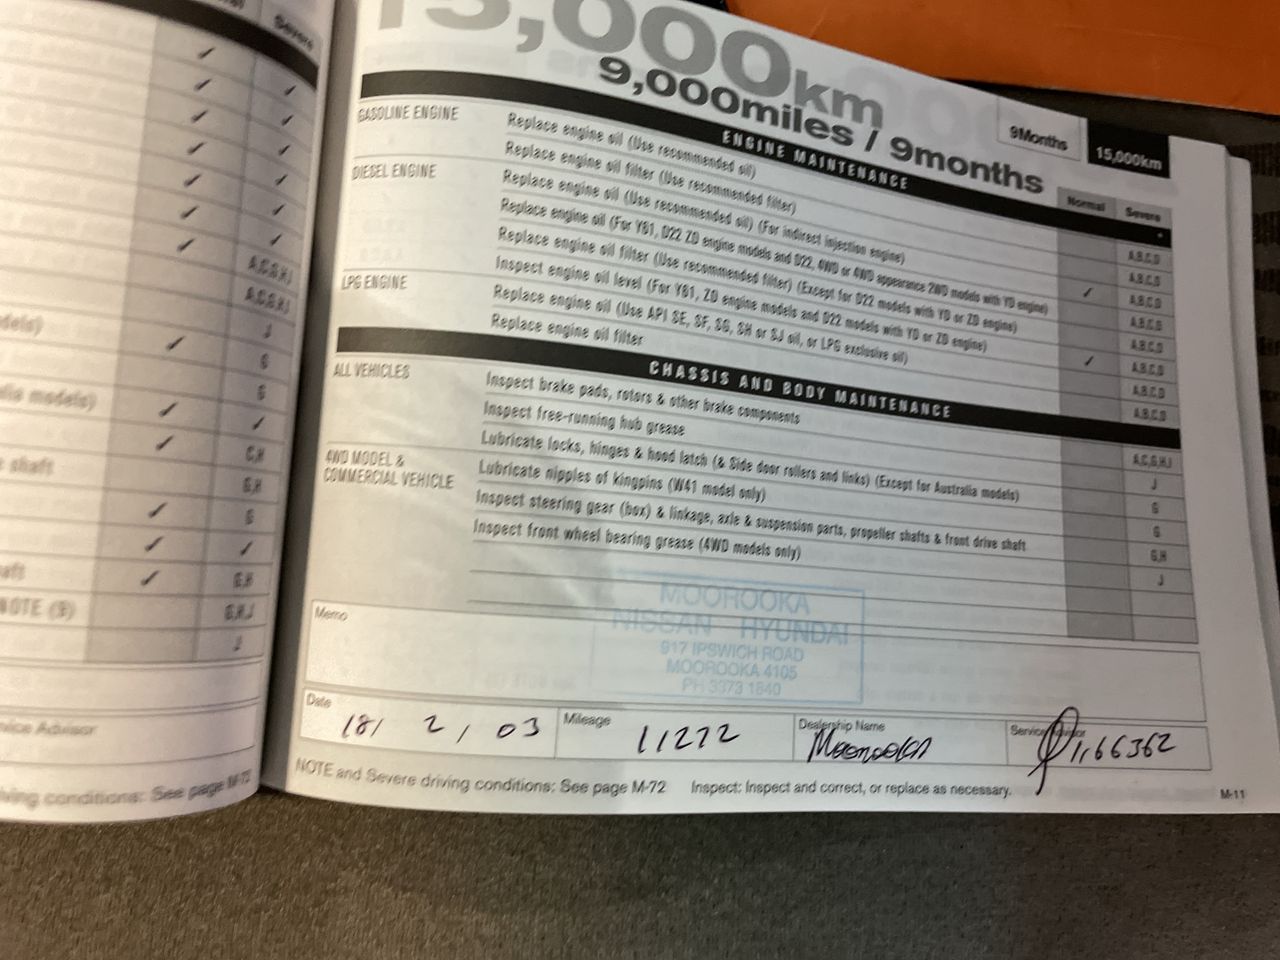 Severe
A,C,G,H,J
A,C,G,H,J
J
G
G
C,H
G,H
G
G,H
NOTE (9) G,H,J
J
Service Advisor
driving conditions: See page M-72
15,000km
9,000miles / 9months
9Months
15,000km
ENGINE MAINTENANCE
Normal Severe
GASOLINE ENGINE Replace engine oil (Use recommended oil) A,B,C,D
Replace engine oil filter (Use recommended filter) A,B,C,D
DIESEL ENGINE Replace engine oil (Use recommended oil) (For indirect injection engine) A,B,C,D
Replace engine oil (For Y61, D22 ZD engine models and D22, 4WD or 4WD appearance 2WD models with YD engine) ✓ A,B,C,D
Replace engine oil filter (Use recommended filter) (Except for D22 models with YD or ZD engine) A,B,C,D
Inspect engine oil level (For Y61, ZD engine models and D22 models with YD or ZD engine) ✓ A,B,C,D
LPG ENGINE Replace engine oil (Use API SE, SF, SG, SH or SJ oil, or LPG exclusive oil) A,B,C,D
Replace engine oil filter A,B,C,D
CHASSIS AND BODY MAINTENANCE
ALL VEHICLES Inspect brake pads, rotors & other brake components A,C,G,H,J
Inspect free-running hub grease J
Lubricate locks, hinges & hood latch (& Side door rollers and links) (Except for Australia models) G
4WD MODEL & COMMERCIAL VEHICLE Lubricate nipples of kingpins (W41 model only) G
Inspect steering gear (box) & linkage, axle & suspension parts, propeller shafts & front drive shaft G,H
Inspect front wheel bearing grease (4WD models only) J
Memo
MOOROOKA
NISSAN HYUNDAI
917 IPSWICH ROAD
MOOROOKA 4105
PH 3373 1840
Date 18/ 2 / 03 Mileage 11272 Dealership Name Moorooka Service Advisor
NOTE and Severe driving conditions: See page M-72 Inspect: Inspect and correct, or replace as necessary.
M-11